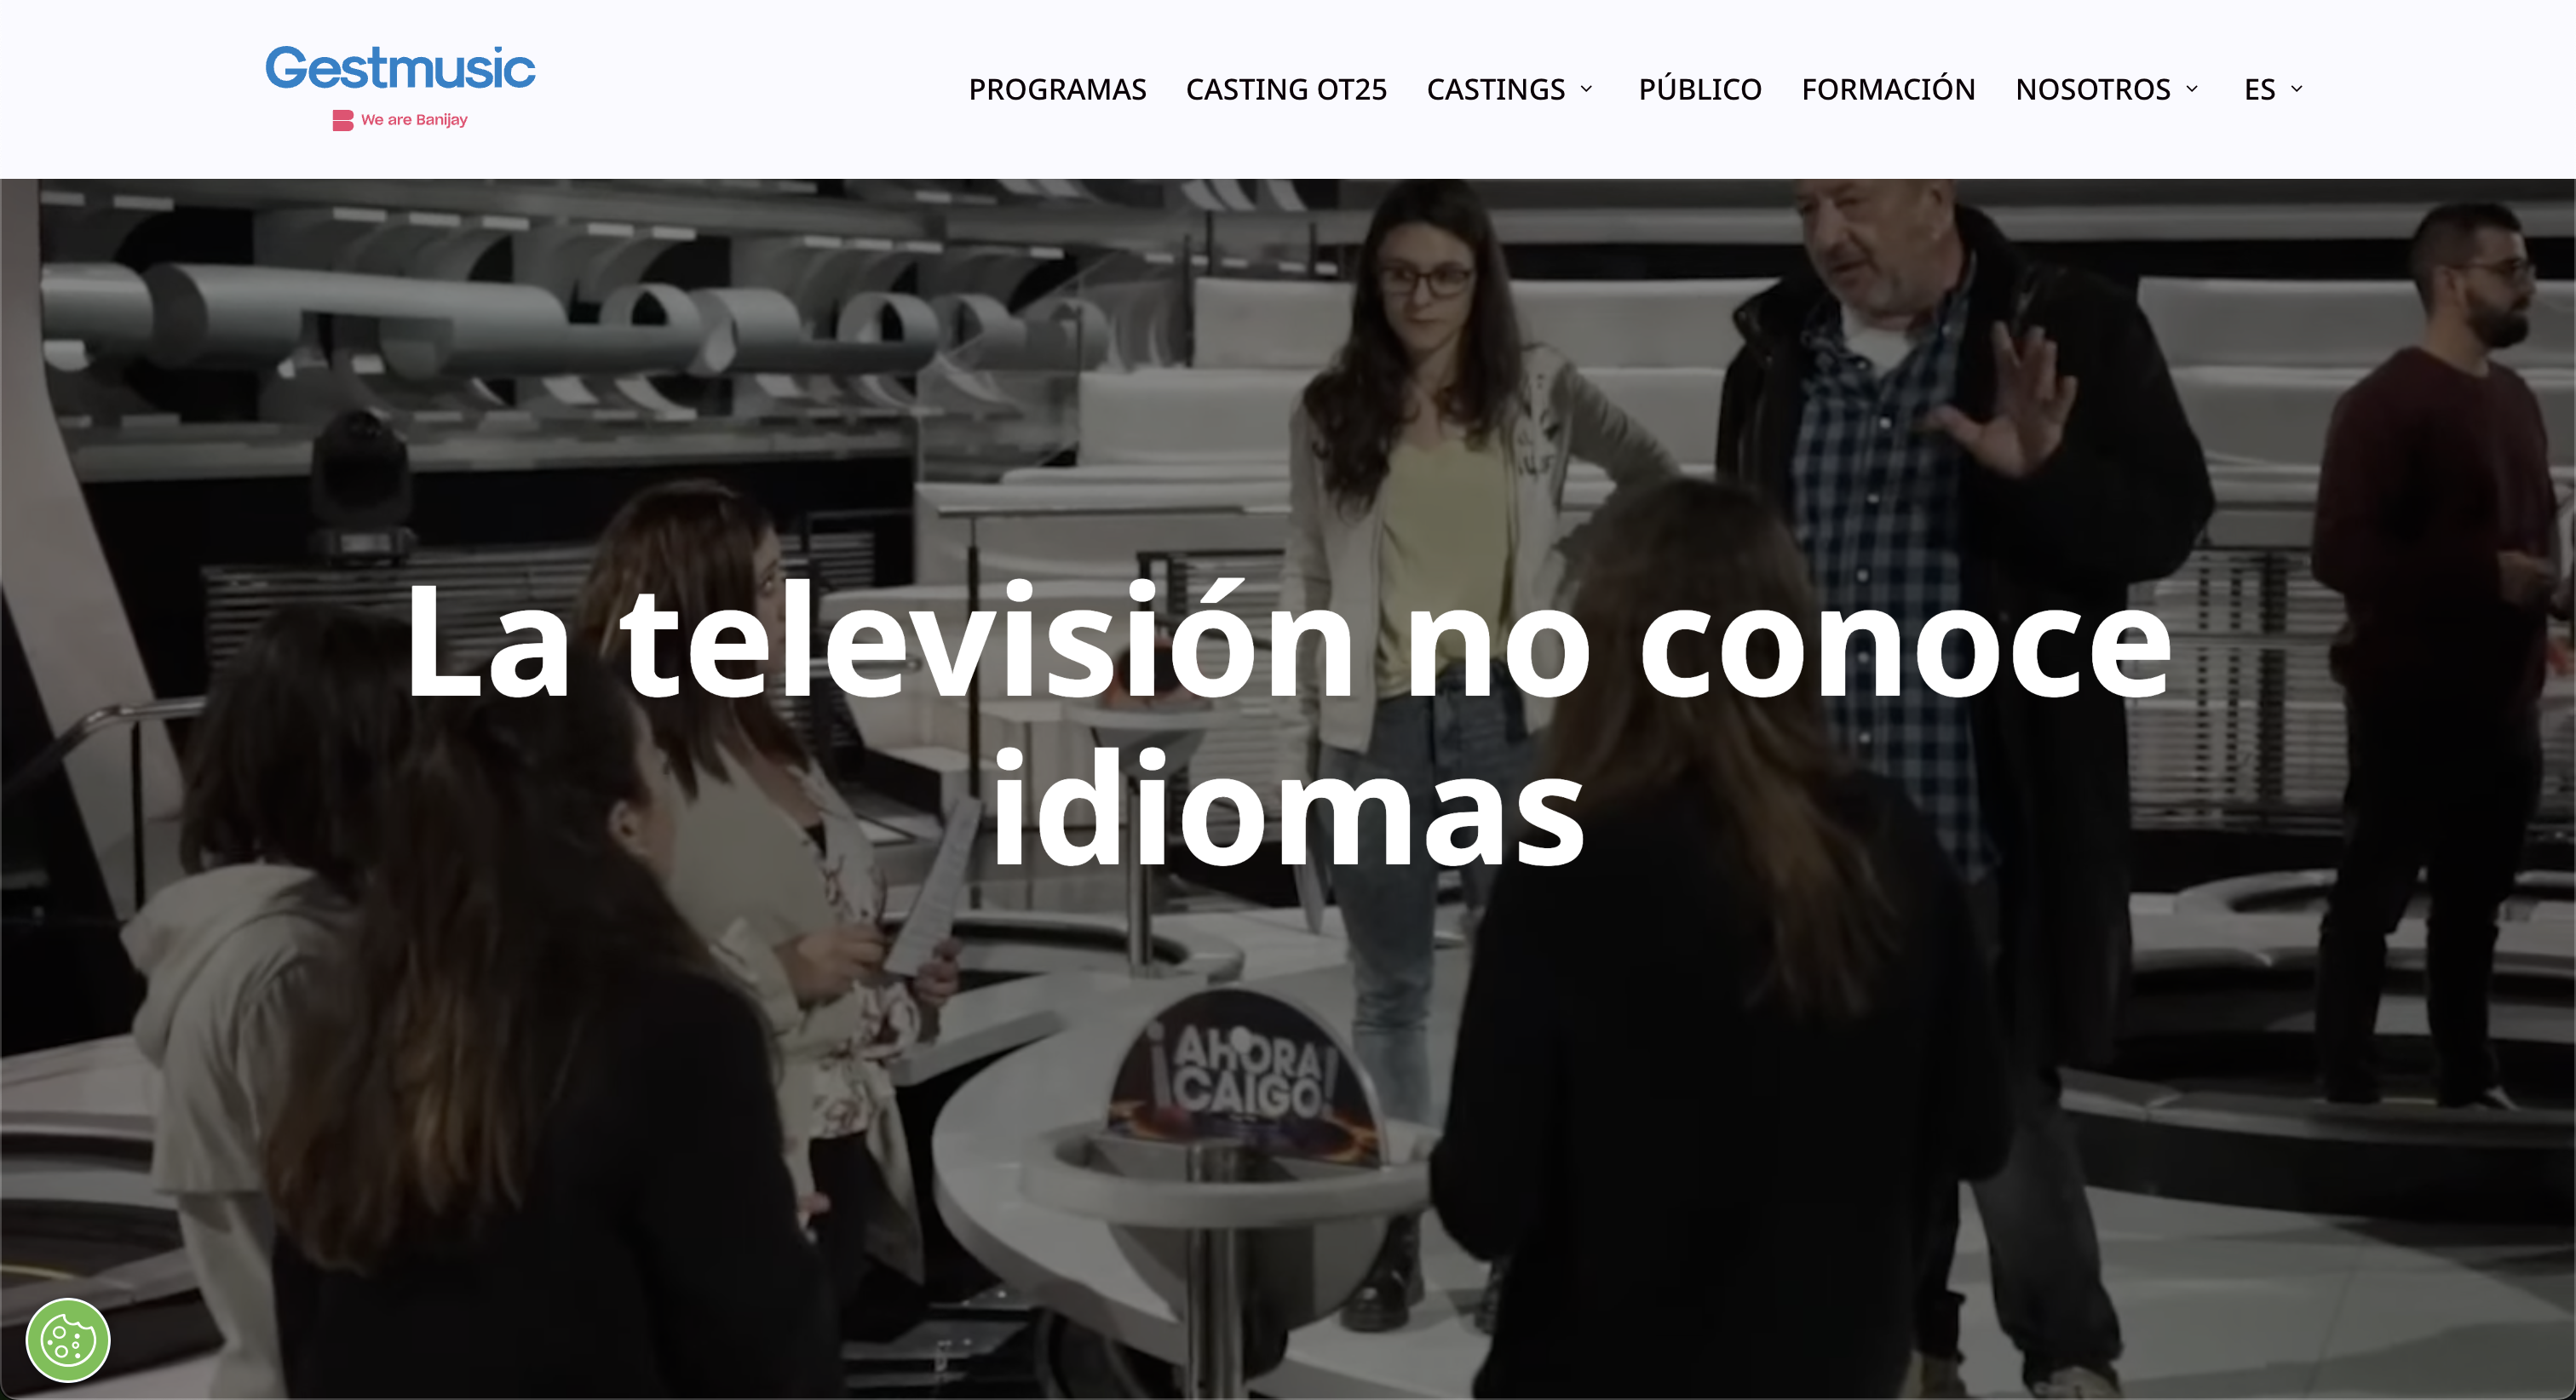 Gestmusic
We are Banijay
PROGRAMAS
CASTING OT25
CASTINGS
PÚBLICO
FORMACIÓN
NOSOTROS
ES
La televisión no conoce
idiomas
¡AHORA
CAIGO!